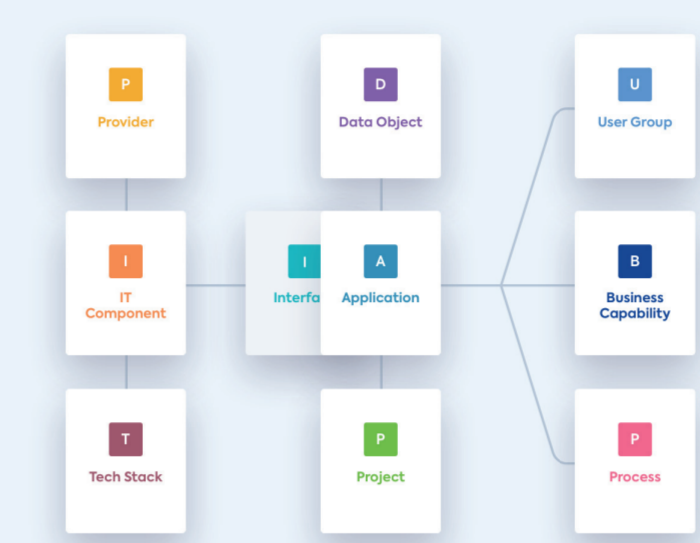 P
Provider
D
Data Object
U
User Group
I
IT
Component
I
Interfa
A
Application
B
Business
Capability
T
Tech Stack
P
Project
P
Process